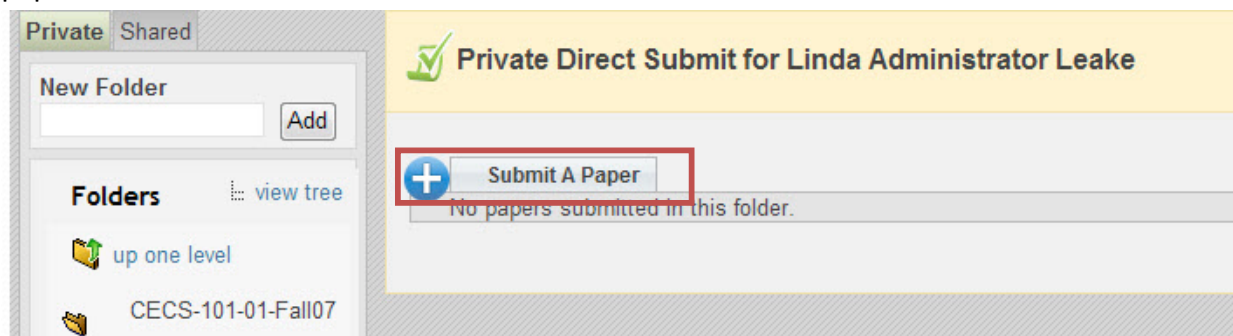 Private Shared
New Folder
Add
Folders view tree
up one level
CECS-101-01-Fall07
Private Direct Submit for Linda Administrator Leake
Submit A Paper
No papers submitted in this folder.